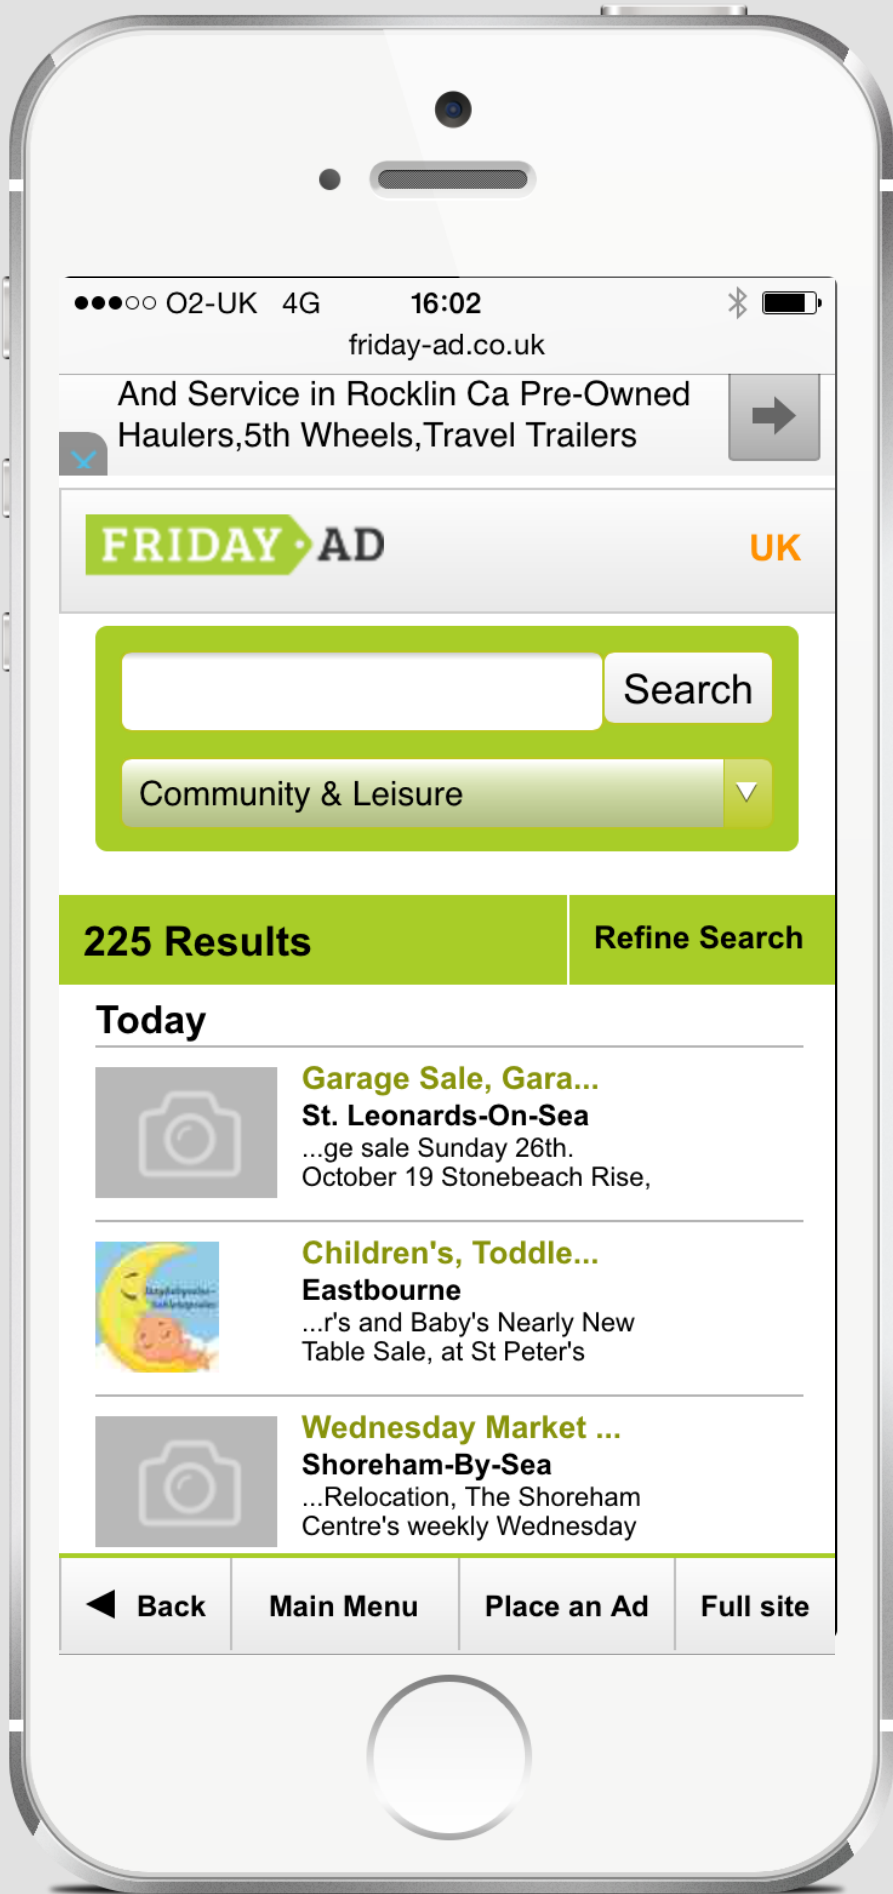 O2-UK 4G 16:02
friday-ad.co.uk
And Service in Rocklin Ca Pre-Owned
Haulers,5th Wheels,Travel Trailers
FRIDAY AD
UK
Search
Community & Leisure
225 Results
Refine Search
Today
Garage Sale, Gara...
St. Leonards-On-Sea
...ge sale Sunday 26th.
October 19 Stonebeach Rise,
Children's, Toddle...
Eastbourne
...r's and Baby's Nearly New
Table Sale, at St Peter's
Wednesday Market ...
Shoreham-By-Sea
...Relocation, The Shoreham
Centre's weekly Wednesday
Back
Main Menu
Place an Ad
Full site